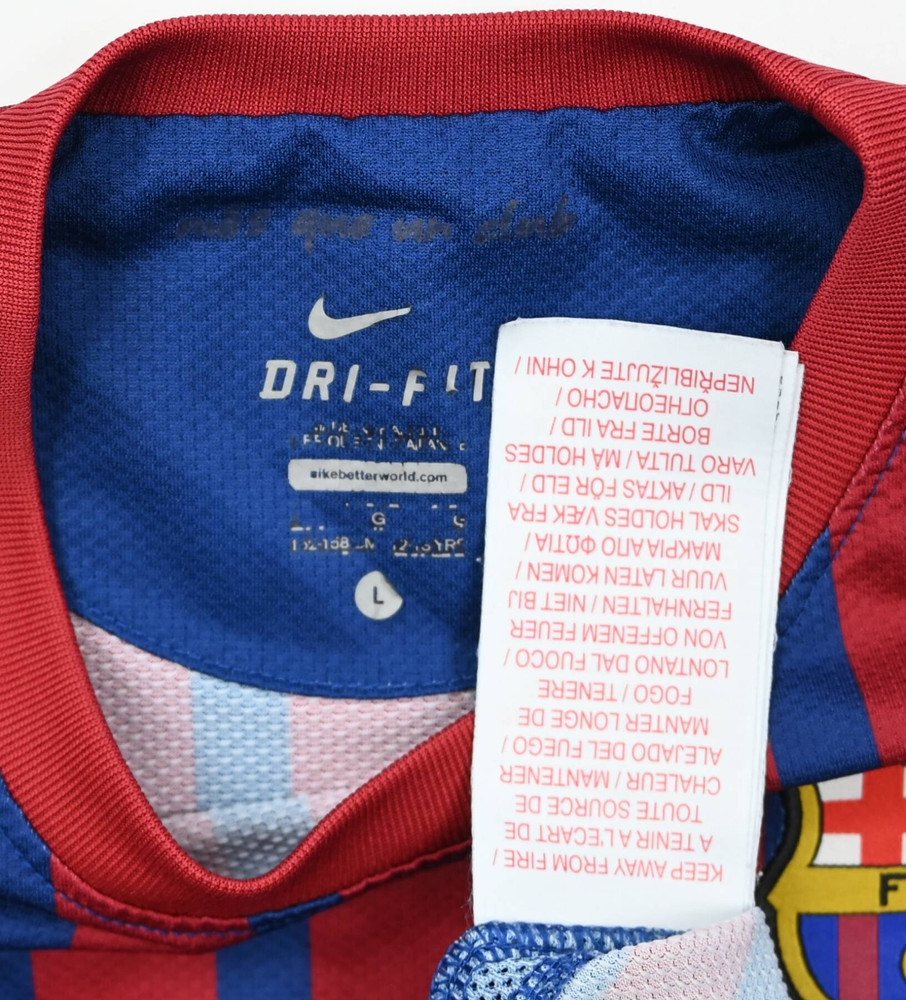 més que un club
DRI-FIT
nikebetterworld.com
G G
L
KEEP AWAY FROM FIRE /
A TENIR A L'ECART DE
TOUTE SOURCE DE
CHALEUR / MANTENER
ALEJADO DEL FUEGO /
MANTER LONGE DE
FOGO / TENERE
LONTANO DAL FUOCO /
VON OFFENEM FEUER
FERNHALTEN / NIET BIJ
VUUR LATEN KOMEN /
ΜΑΚΡΙΑ ΑΠΟ ΦΩΤΙΑ /
SKAL HOLDES VÆK FRA
ILD / AKTAS FÖR ELD /
VARO TULTA / MÅ HOLDES
BORTE FRA ILD /
ОГНЕОПАСНО /
NEPŘIBLIŽUJTE K OHNI /
F